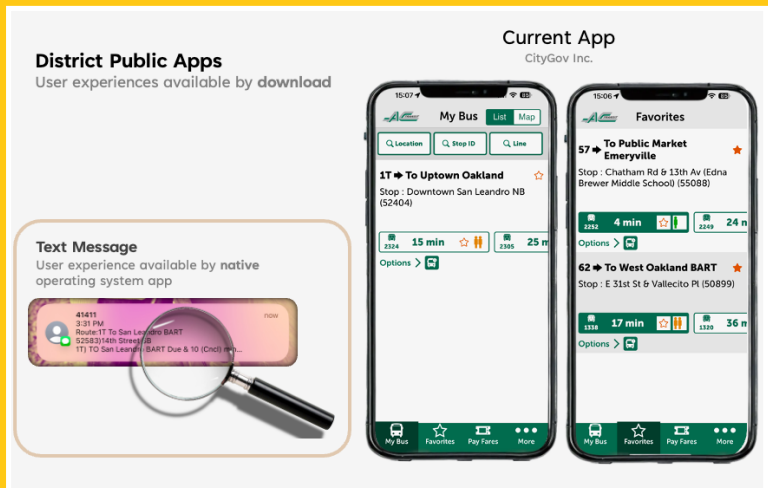 District Public Apps
User experiences available by download
Current App
CityGov Inc.
Text Message
User experience available by native
operating system app
41411
now
3:31 PM
Route:1T To San Leandro BART
52583)14th Street SB
1T) TO San Leandro BART Due & 10 (Cncl) min...
15:07
85
AC
My Bus
List
Map
Location
Stop ID
Line
1T → To Uptown Oakland
Stop : Downtown San Leandro NB
(52404)
2324
15 min
2305
25 m
Options >
My Bus
Favorites
Pay Fares
More
15:06
85
AC
Favorites
57 → To Public Market
Emeryville
Stop : Chatham Rd & 13th Av (Edna
Brewer Middle School) (55088)
2252
4 min
2249
24 n
Options >
62 → To West Oakland BART
Stop : E 31st St & Vallecito Pl (50899)
1338
17 min
1320
36 m
Options >
My Bus
Favorites
Pay Fares
More